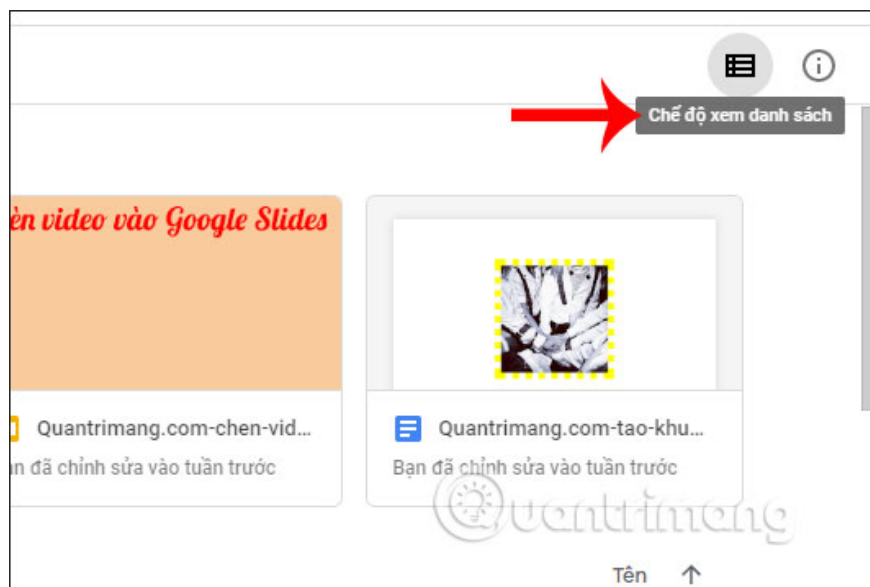 Chế độ xem danh sách
èn video vào Google Slides
Quantrimang.com-chen-vid...
Quantrimang.com-tao-khu...
ạn đã chỉnh sửa vào tuần trước
Bạn đã chỉnh sửa vào tuần trước
Quantrimang
Tên